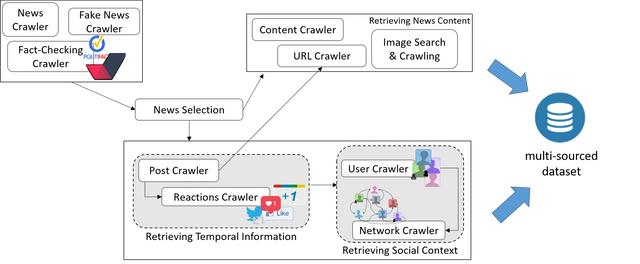 News
Crawler
Fake News
Crawler
Fact-Checking
Crawler
POLITIFACT
Retrieving News Content
Content Crawler
URL Crawler
Image Search
& Crawling
News Selection
Post Crawler
Reactions Crawler
+1
1
Like
Retrieving Temporal Information
User Crawler
Network Crawler
Retrieving Social Context
multi-sourced
dataset